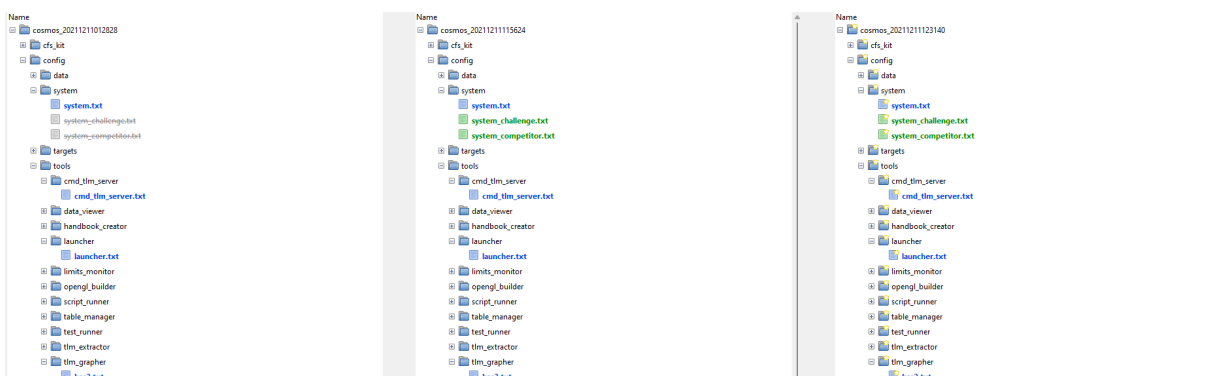 Name
cosmos_20211211012828
cfs_kit
config
data
system
system.txt
system_challenge.txt
system_competitor.txt
targets
tools
cmd_tlm_server
cmd_tlm_server.txt
data_viewer
handbook_creator
launcher
launcher.txt
limits_monitor
opengl_builder
script_runner
table_manager
test_runner
tlm_extractor
tlm_grapher
Name
cosmos_20211211115624
cfs_kit
config
data
system
system.txt
system_challenge.txt
system_competitor.txt
targets
tools
cmd_tlm_server
cmd_tlm_server.txt
data_viewer
handbook_creator
launcher
launcher.txt
limits_monitor
opengl_builder
script_runner
table_manager
test_runner
tlm_extractor
tlm_grapher
Name
cosmos_20211211123140
cfs_kit
config
data
system
system.txt
system_challenge.txt
system_competitor.txt
targets
tools
cmd_tlm_server
cmd_tlm_server.txt
data_viewer
handbook_creator
launcher
launcher.txt
limits_monitor
opengl_builder
script_runner
table_manager
test_runner
tlm_extractor
tlm_grapher